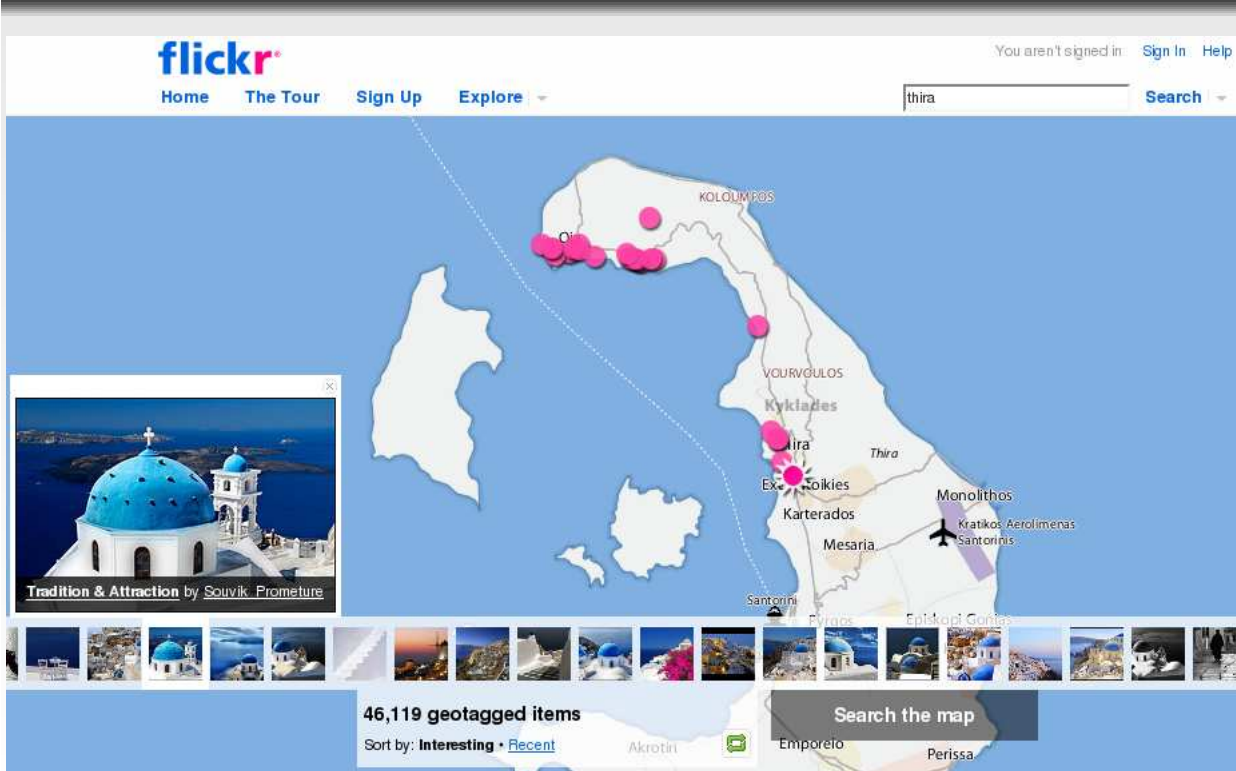 flickr
You aren't signed in Sign In Help
Home The Tour Sign Up Explore
thira Search
KOLOUMPOS
VOURVOULOS
Kyklades
Thira
Monolithos
Karterados
Kratikos Aerolimenas
Santorinis
Mesaria
Tradition & Attraction by Souvik_Prometure
Santorini
Pyrgos
Episkopi Gonias
46,119 geotagged items
Search the map
Sort by: Interesting • Recent
Akrotiri
Emporeio
Perissa